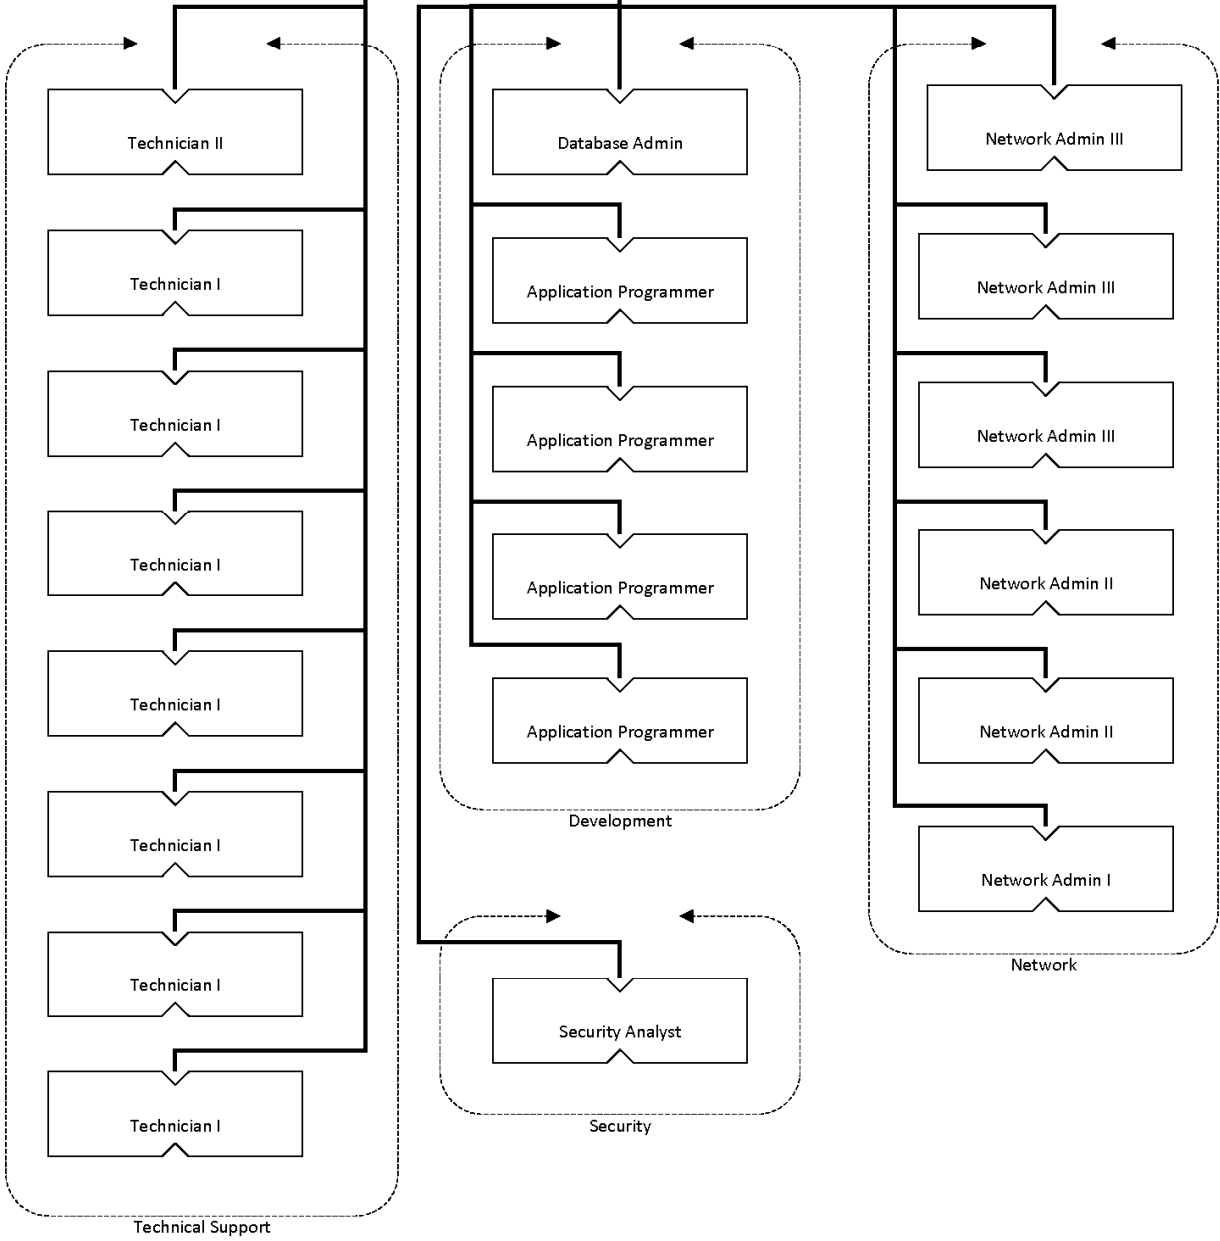 Technician II
Technician I
Technician I
Technician I
Technician I
Technician I
Technician I
Technician I
Technical Support
Database Admin
Application Programmer
Application Programmer
Application Programmer
Application Programmer
Development
Security Analyst
Security
Network Admin III
Network Admin III
Network Admin III
Network Admin II
Network Admin II
Network Admin I
Network